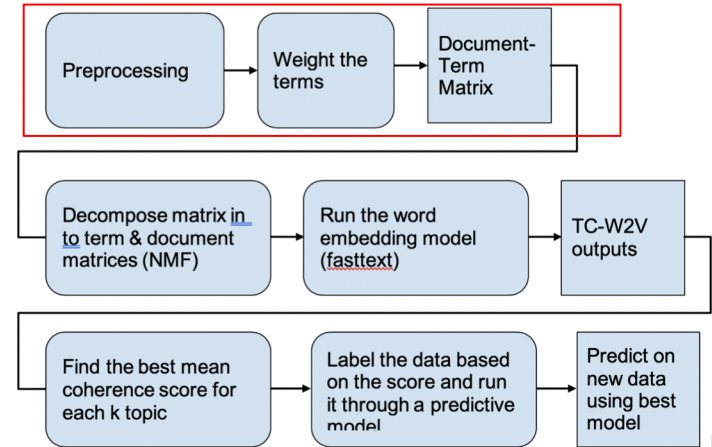 Preprocessing
Weight the
terms
Document-
Term
Matrix
Decompose matrix in
to term & document
matrices (NMF)
Run the word
embedding model
(fasttext)
TC-W2V
outputs
Find the best mean
coherence score for
each k topic
Label the data based
on the score and run
it through a predictive
model
Predict on
new data
using best
model